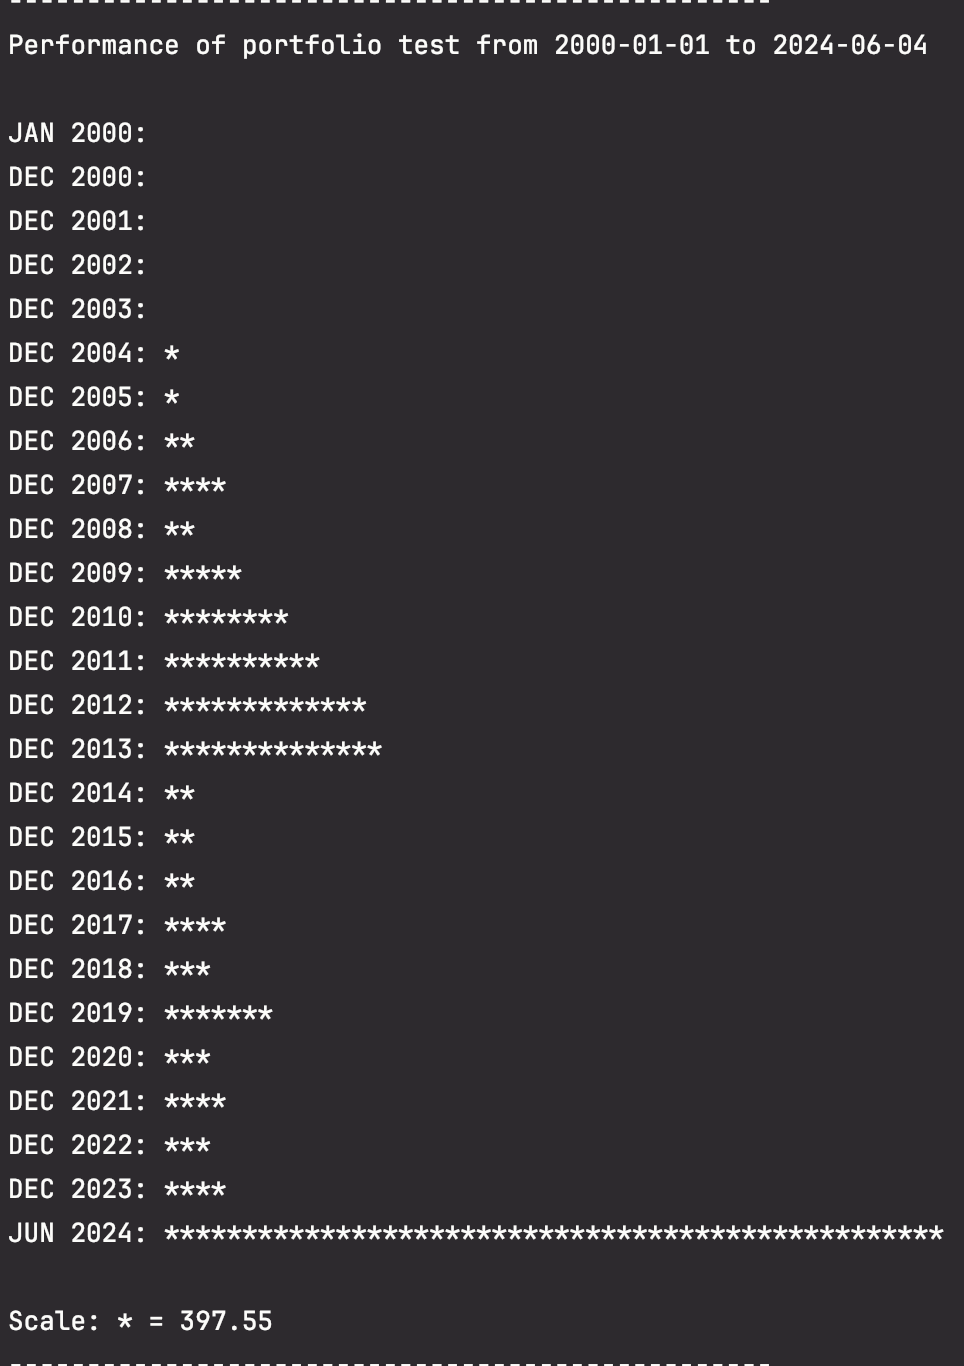 -------------------------------------------------
Performance of portfolio test from 2000-01-01 to 2024-06-04
JAN 2000:
DEC 2000:
DEC 2001:
DEC 2002:
DEC 2003:
DEC 2004: *
DEC 2005: *
DEC 2006: **
DEC 2007: ****
DEC 2008: **
DEC 2009: *****
DEC 2010: ********
DEC 2011: **********
DEC 2012: *************
DEC 2013: **************
DEC 2014: **
DEC 2015: **
DEC 2016: **
DEC 2017: ****
DEC 2018: ***
DEC 2019: *******
DEC 2020: ***
DEC 2021: ****
DEC 2022: ***
DEC 2023: ****
JUN 2024: **************************************************
Scale: * = 397.55
-------------------------------------------------